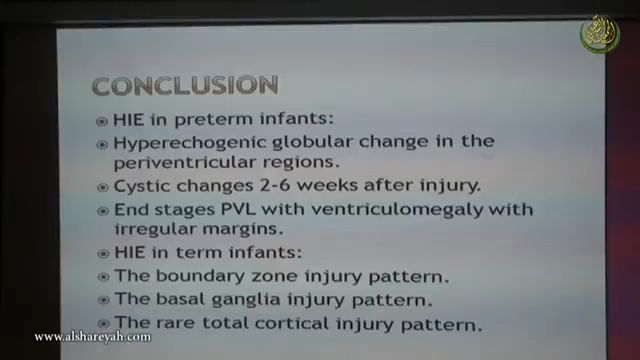 CONCLUSION
HIE in preterm infants:
Hyperechogenic globular change in the
periventricular regions.
Cystic changes 2-6 weeks after injury.
End stages PVL with ventriculomegaly with
irregular margins.
HIE in term infants:
The boundary zone injury pattern.
The basal ganglia injury pattern.
The rare total cortical injury pattern.
www.alshareyah.com